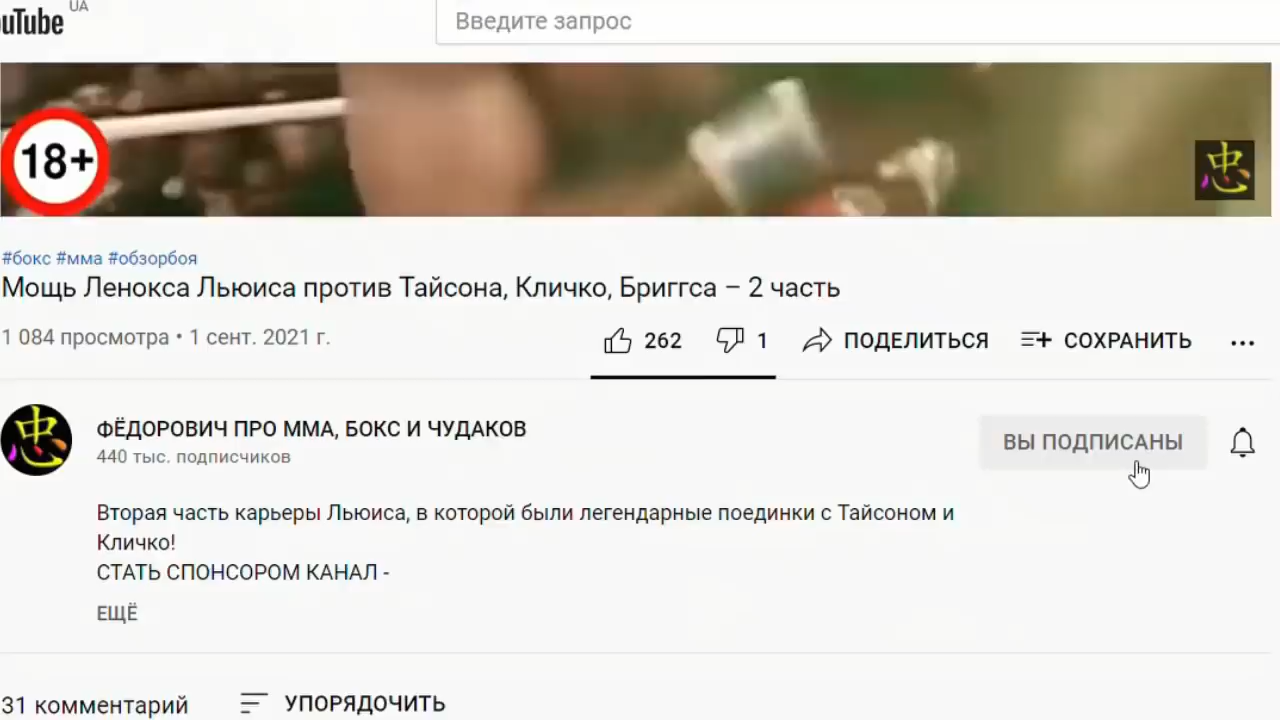 uTube UA
Введите запрос
18+
忠
#бокс #мма #обзорбоя
Мощь Ленокса Льюиса против Тайсона, Кличко, Бриггса – 2 часть
1 084 просмотра • 1 сент. 2021 г.
262 1 ПОДЕЛИТЬСЯ СОХРАНИТЬ ...
忠
ФЁДОРОВИЧ ПРО ММА, БОКС И ЧУДАКОВ
440 тыс. подписчиков
ВЫ ПОДПИСАНЫ
Вторая часть карьеры Льюиса, в которой были легендарные поединки с Тайсоном и
Кличко!
СТАТЬ СПОНСОРОМ КАНАЛ -
ЕЩЁ
31 комментарий УПОРЯДОЧИТЬ